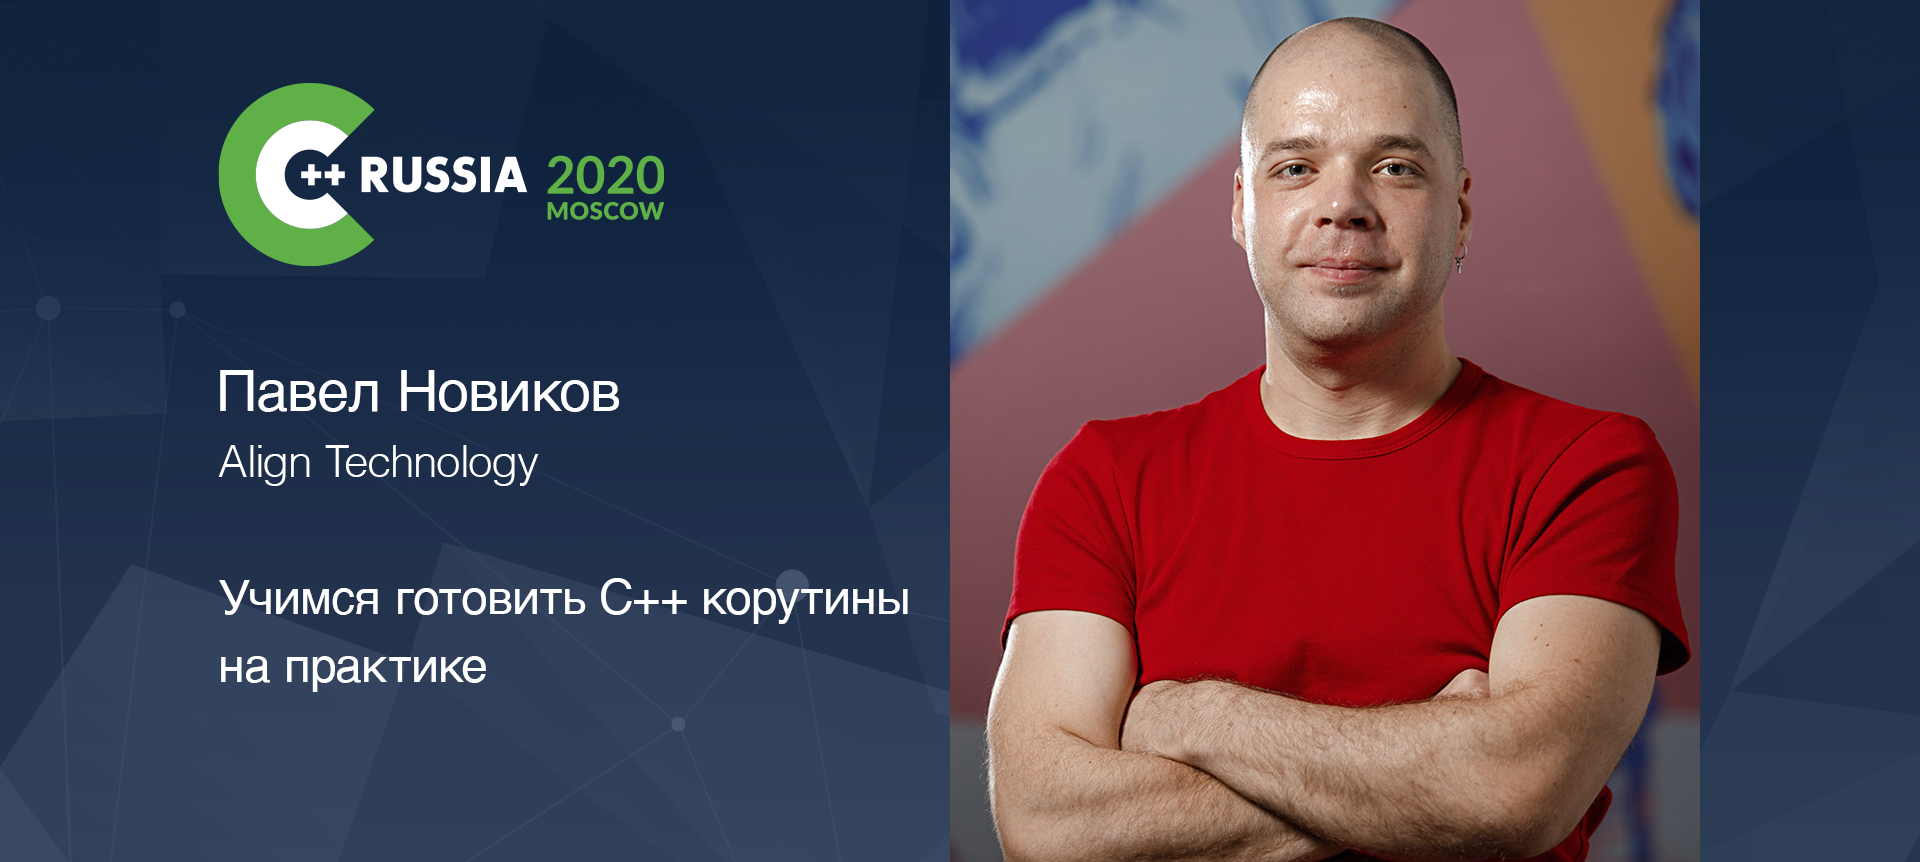 C++ RUSSIA 2020
MOSCOW
Павел Новиков
Align Technology
Учимся готовить C++ корутины
на практике